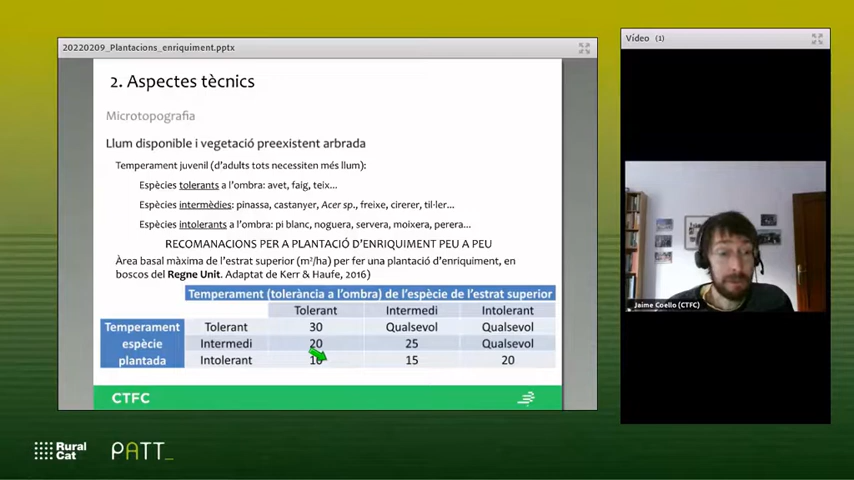 20220209_Plantacions_enriquiment.pptx
2. Aspectes tècnics
Microtopografia
Llum disponible i vegetació preexistent arbrada
Temperament juvenil (d'adults tots necessiten més llum):
Espècies tolerants a l'ombra: avet, faig, teix...
Espècies intermèdies: pinassa, castanyer, Acer sp., freixe, cirerer, til·ler...
Espècies intolerants a l'ombra: pi blanc, noguera, servera, moixera, perera...
RECOMANACIONS PER A PLANTACIÓ D'ENRIQUIMENT PEU A PEU
Àrea basal màxima de l'estrat superior (m²/ha) per fer una plantació d'enriquiment, en
boscos del Regne Unit. Adaptat de Kerr & Haufe, 2016)
Temperament (tolerància a l'ombra) de l'espècie de l'estrat superior
Tolerant Intermedi Intolerant
Temperament espècie plantada
Tolerant 30 Qualsevol Qualsevol
Intermedi 20 25 Qualsevol
Intolerant 15 20
CTFC
Rural Cat
PATT_
Vídeo (1)
Jaime Coello (CTFC)